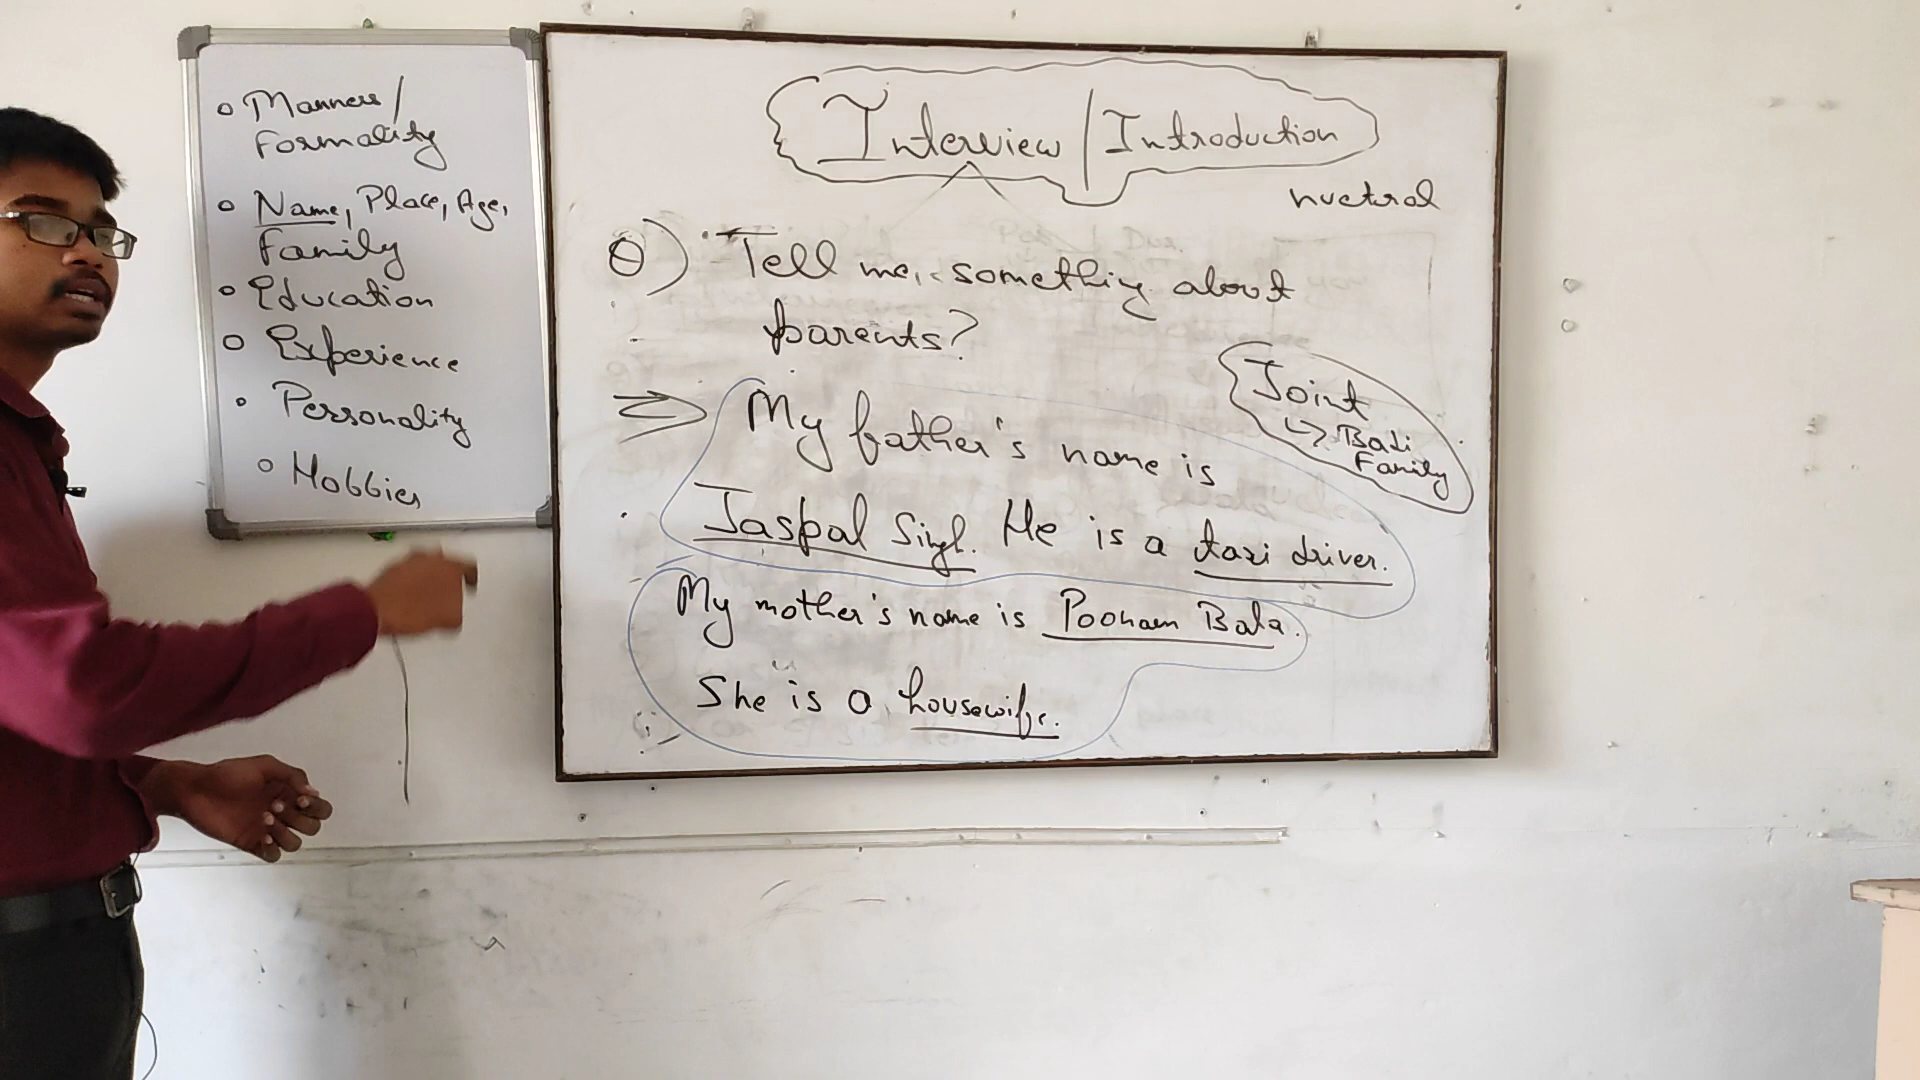 Manners/
Formality
Name, Place, Age,
Family
Education
Experience
Personality
Hobbies
Interview/Introduction
nuetral
Q) Tell me, something about
parents?
⇒ My father's name is
Jaspal Singh. He is a taxi driver.
My mother's name is Poonam Bala.
She is a housewife.
Joint
↳ Badi
Family